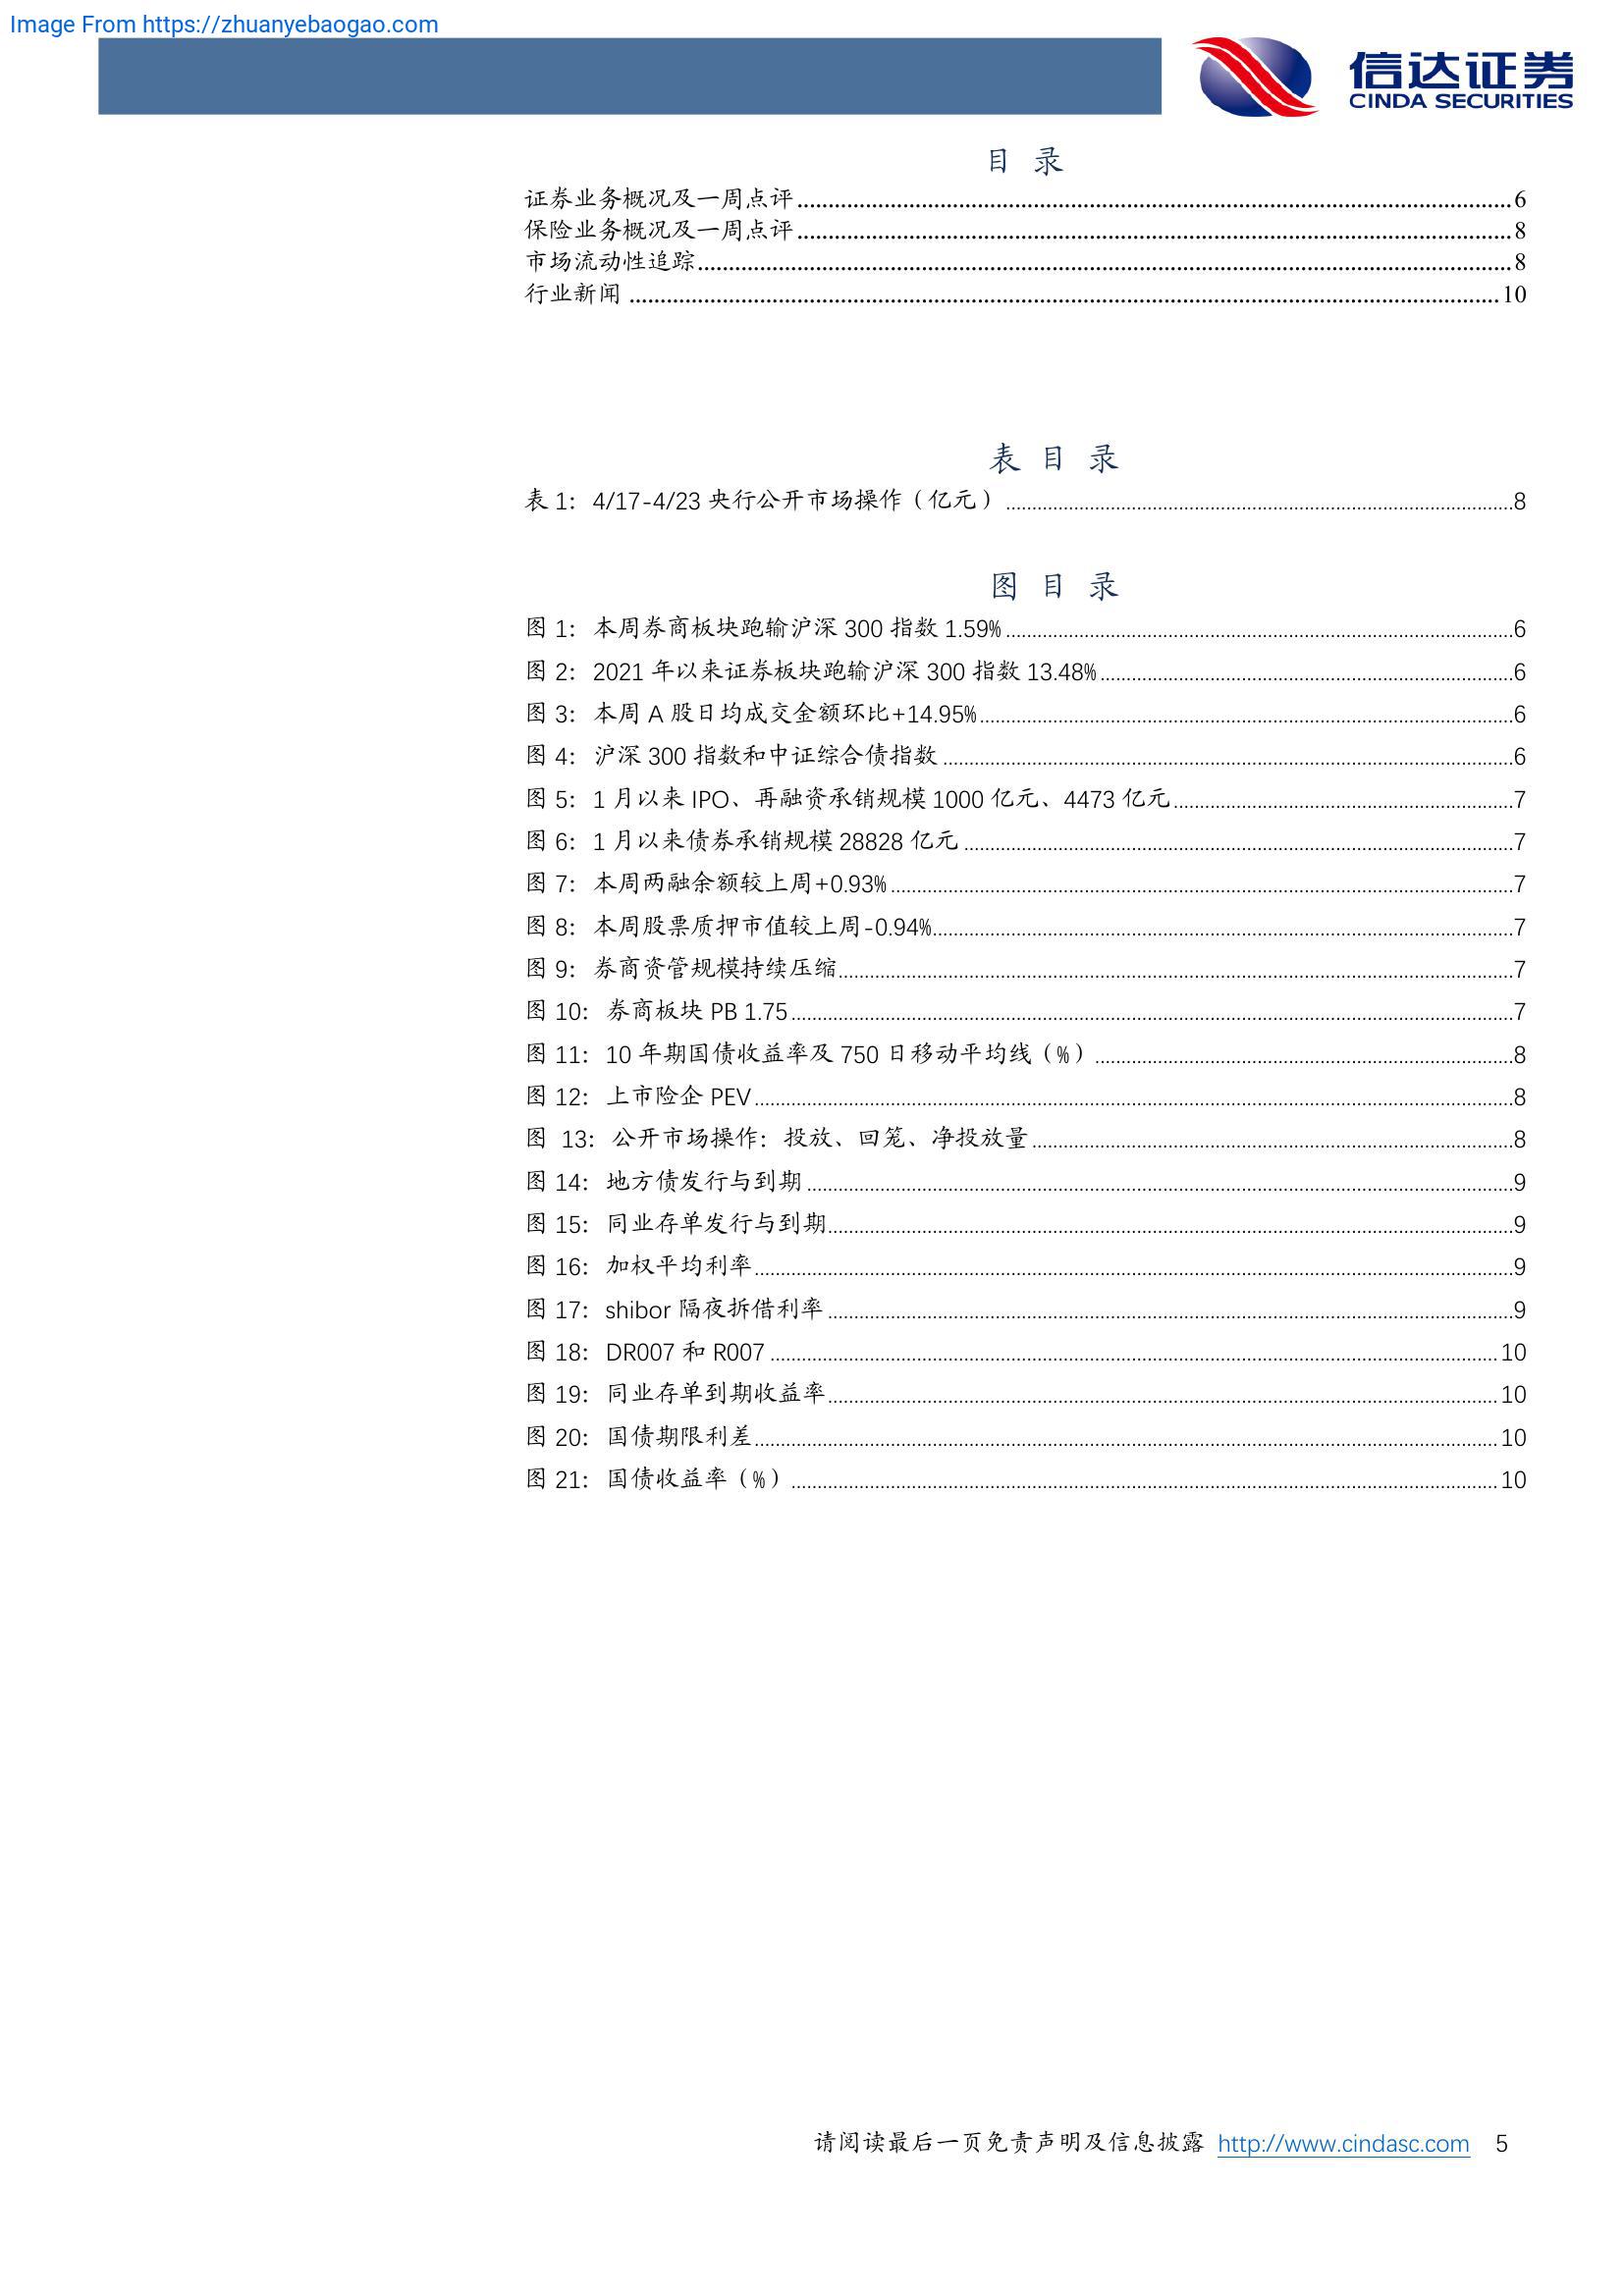 Image From https://zhuanyebaogao.com
信达证券
CINDA SECURITIES
目 录
证券业务概况及一周点评 6
保险业务概况及一周点评 8
市场流动性追踪 8
行业新闻 10
表 目 录
表 1：4/17-4/23 央行公开市场操作（亿元） 8
图 目 录
图 1：本周券商板块跑输沪深 300 指数 1.59% 6
图 2：2021 年以来证券板块跑输沪深 300 指数 13.48% 6
图 3：本周 A 股日均成交金额环比+14.95% 6
图 4：沪深 300 指数和中证综合债指数 6
图 5：1 月以来 IPO、再融资承销规模 1000 亿元、4473 亿元 7
图 6：1 月以来债券承销规模 28828 亿元 7
图 7：本周两融余额较上周+0.93% 7
图 8：本周股票质押市值较上周-0.94% 7
图 9：券商资管规模持续压缩 7
图 10：券商板块 PB 1.75 7
图 11：10 年期国债收益率及 750 日移动平均线（%） 8
图 12：上市险企 PEV 8
图 13：公开市场操作：投放、回笼、净投放量 8
图 14：地方债发行与到期 9
图 15：同业存单发行与到期 9
图 16：加权平均利率 9
图 17：shibor 隔夜拆借利率 9
图 18：DR007 和 R007 10
图 19：同业存单到期收益率 10
图 20：国债期限利差 10
图 21：国债收益率（%） 10
请阅读最后一页免责声明及信息披露 http://www.cindasc.com 5